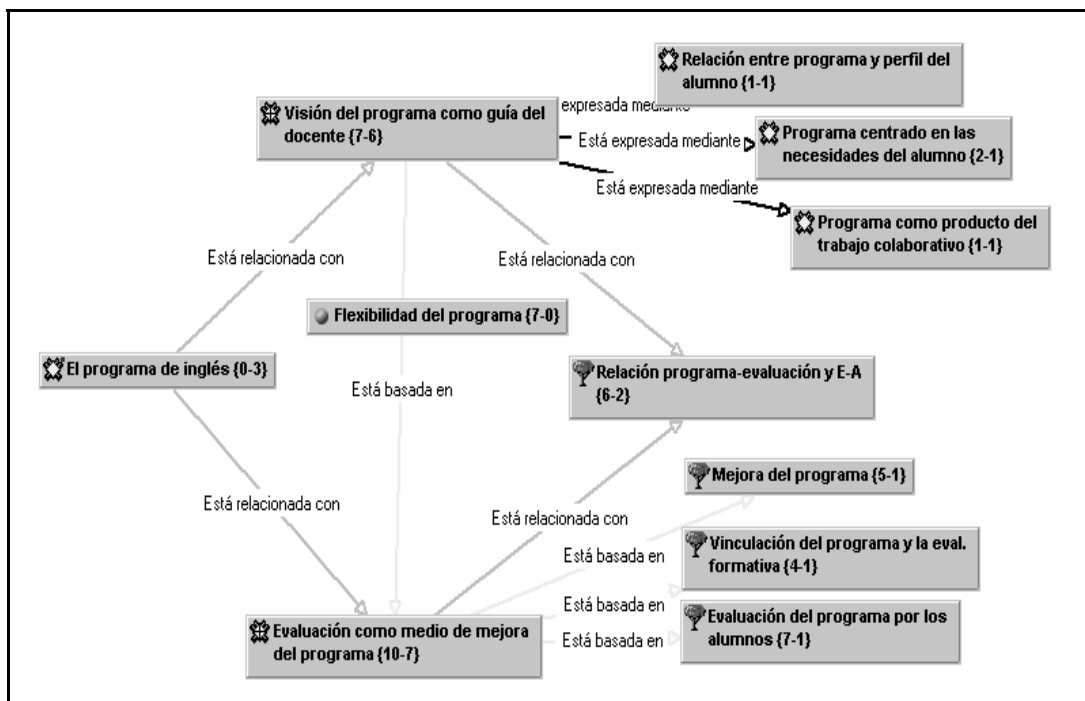 Relación entre programa y perfil del
alumno {1-1}
Visión del programa como guía del
docente {7-6}
expresada mediante
Está expresada mediante
Programa centrado en las
necesidades del alumno {2-1}
Está expresada mediante
Programa como producto del
trabajo colaborativo {1-1}
Está relacionada con
Está relacionada con
Flexibilidad del programa {7-0}
El programa de inglés {0-3}
Relación programa-evaluación y E-A
{6-2}
Está basada en
Mejora del programa {5-1}
Está relacionada con
Está relacionada con
Vinculación del programa y la eval.
formativa {4-1}
Está basada en
Está basada en
Evaluación del programa por los
alumnos {7-1}
Está basada en
Evaluación como medio de mejora
del programa {10-7}